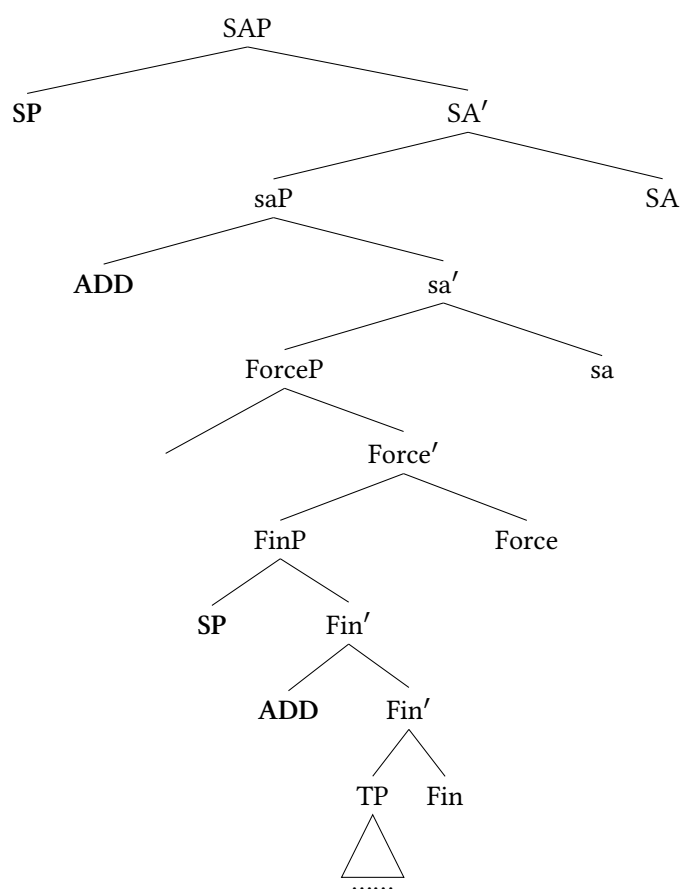 SAP
SP SA′
saP SA
ADD sa′
ForceP sa
Force′
FinP Force
SP Fin′
ADD Fin′
TP Fin
......